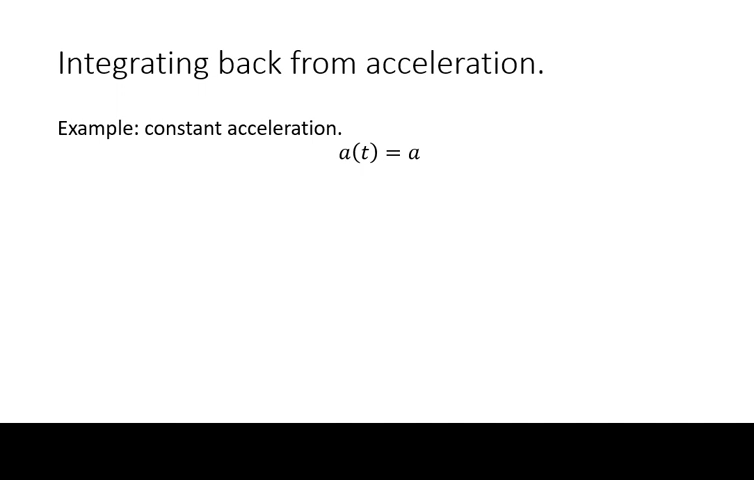 Integrating back from acceleration.
Example: constant acceleration.
a(t) = a